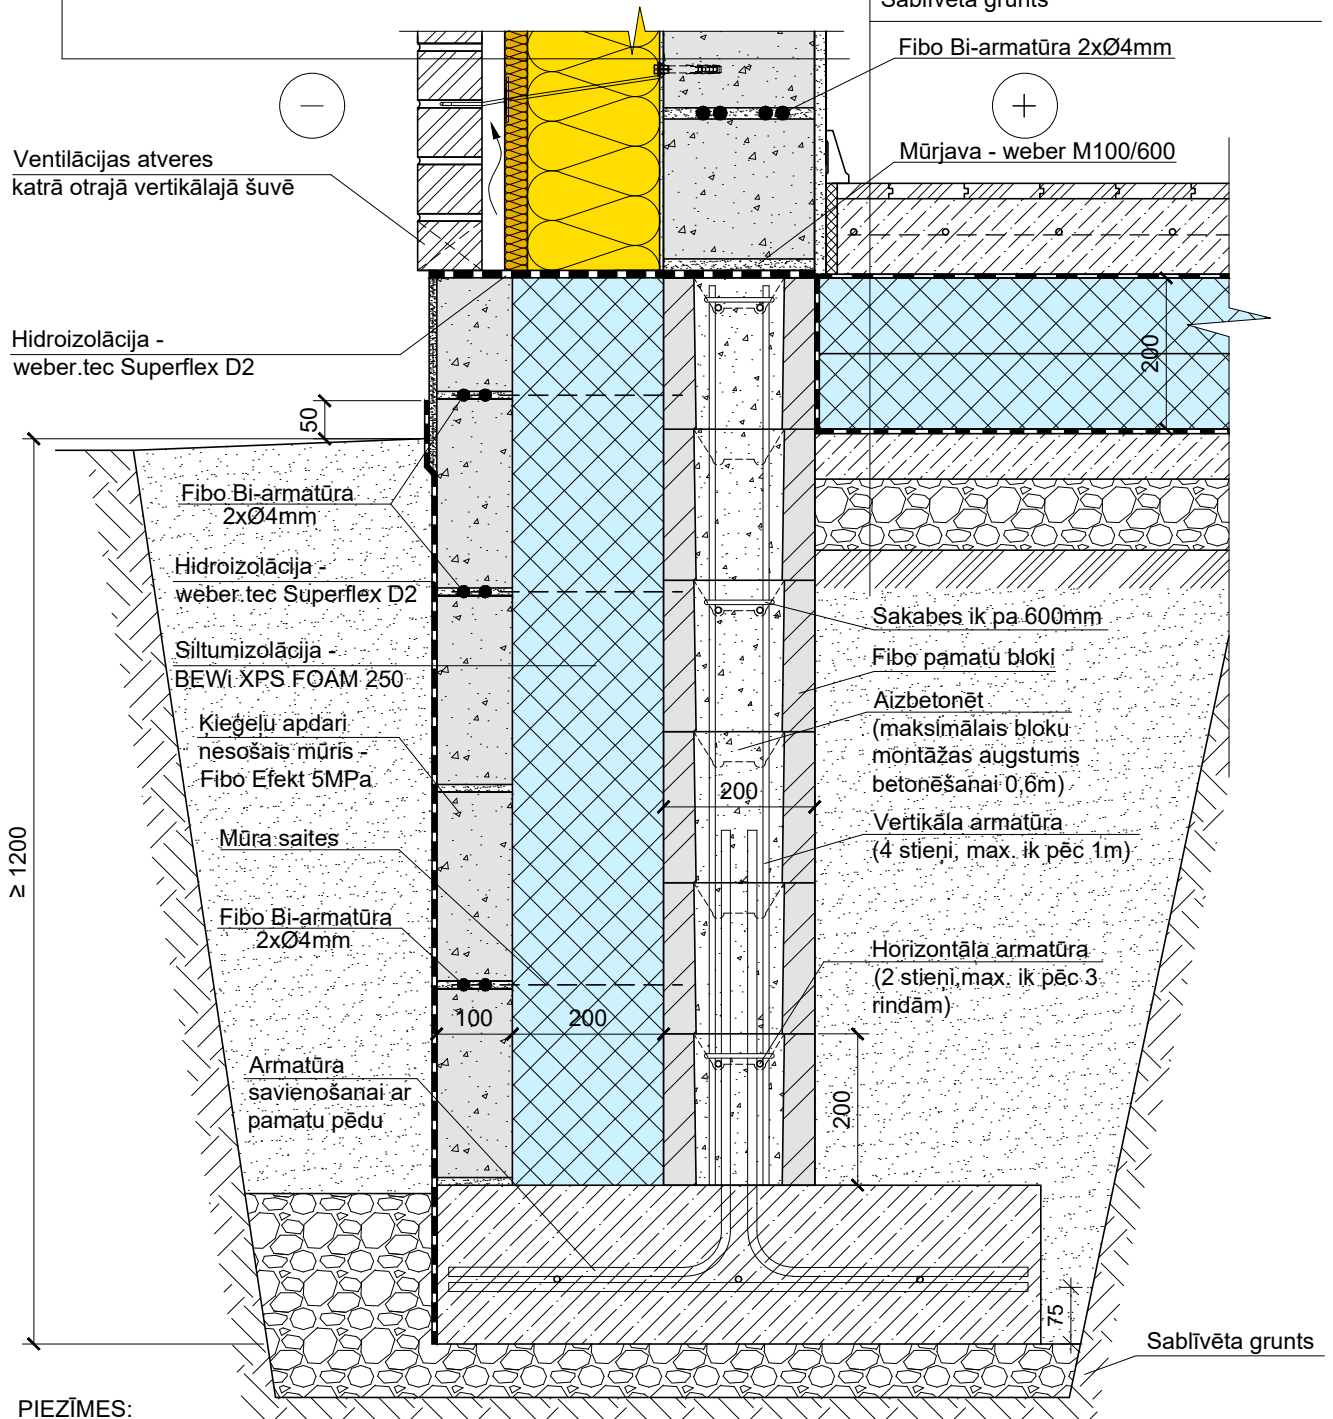 Sablīvēta grunts
Fibo Bi-armatūra 2xØ4mm
−
+
Mūrjava - weber M100/600
Ventilācijas atveres
katrā otrajā vertikālajā šuvē
Hidroizolācija -
weber.tec Superflex D2
200
50
Fibo Bi-armatūra
2xØ4mm
Hidroizolācija -
weber.tec Superflex D2
Siltumizolācija -
BEWi XPS FOAM 250
Ķieģeļu apdari
nesošais mūris -
Fibo Efekt 5MPa
Mūra saites
Fibo Bi-armatūra
2xØ4mm
≥ 1200
Sakabes ik pa 600mm
Fibo pamatu bloki
Aizbetonēt
(maksimālais bloku
montāžas augstums
betonēšanai 0,6m)
200
Vertikāla armatūra
(4 stieņi, max. ik pēc 1m)
Horizontāla armatūra
(2 stieņi,max. ik pēc 3
rindām)
100
200
Armatūra
savienošanai ar
pamatu pēdu
200
75
Sablīvēta grunts
PIEZĪMES: